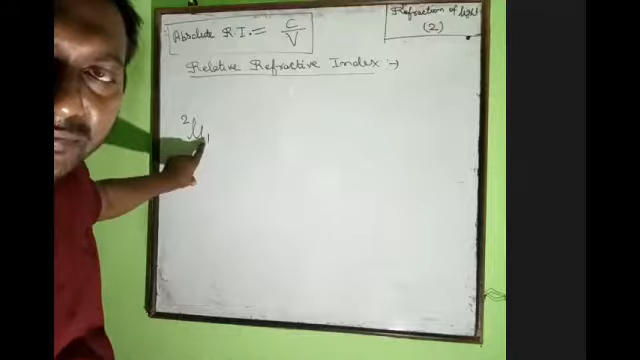 Absolute R.I. = C/V
Refraction of light
(2)
Relative Refractive Index :→
²μ₁